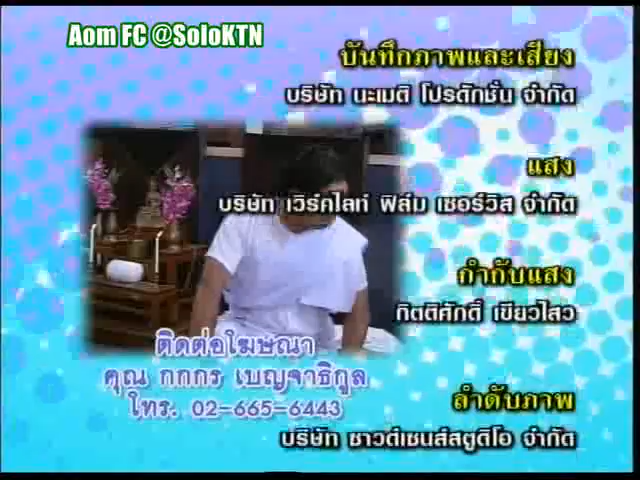 Aom FC @SoloKTN
บันทึกภาพและเสียง
บริษัท นะเมติ โปรดักชั่น จำกัด
แสง
บริษัท เวิร์คไลท์ ฟิล์ม เซอร์วิส จำกัด
กำกับแสง
กิตติศักดิ์ เขียวไสว
ติดต่อโฆษณา
คุณ กกกร เบญจาธิกูล
โทร. 02-665-6443
ลำดับภาพ
บริษัท ซาวด์เซนส์สตูดิโอ จำกัด